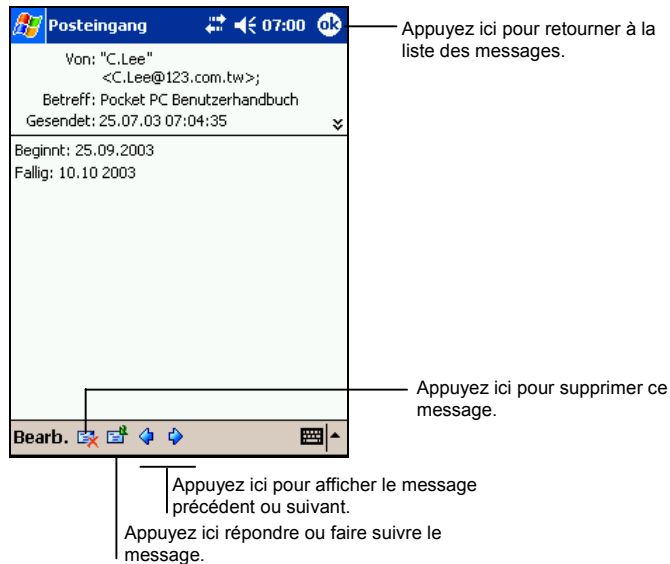 Posteingang 07:00 ok
Appuyez ici pour retourner à la
liste des messages.
Von: "C.Lee"
<C.Lee@123.com.tw>;
Betreff: Pocket PC Benutzerhandbuch
Gesendet: 25.07.03 07:04:35
Beginnt: 25.09.2003
Fallig: 10.10 2003
Appuyez ici pour supprimer ce
message.
Bearb.
Appuyez ici pour afficher le message
précédent ou suivant.
Appuyez ici répondre ou faire suivre le
message.